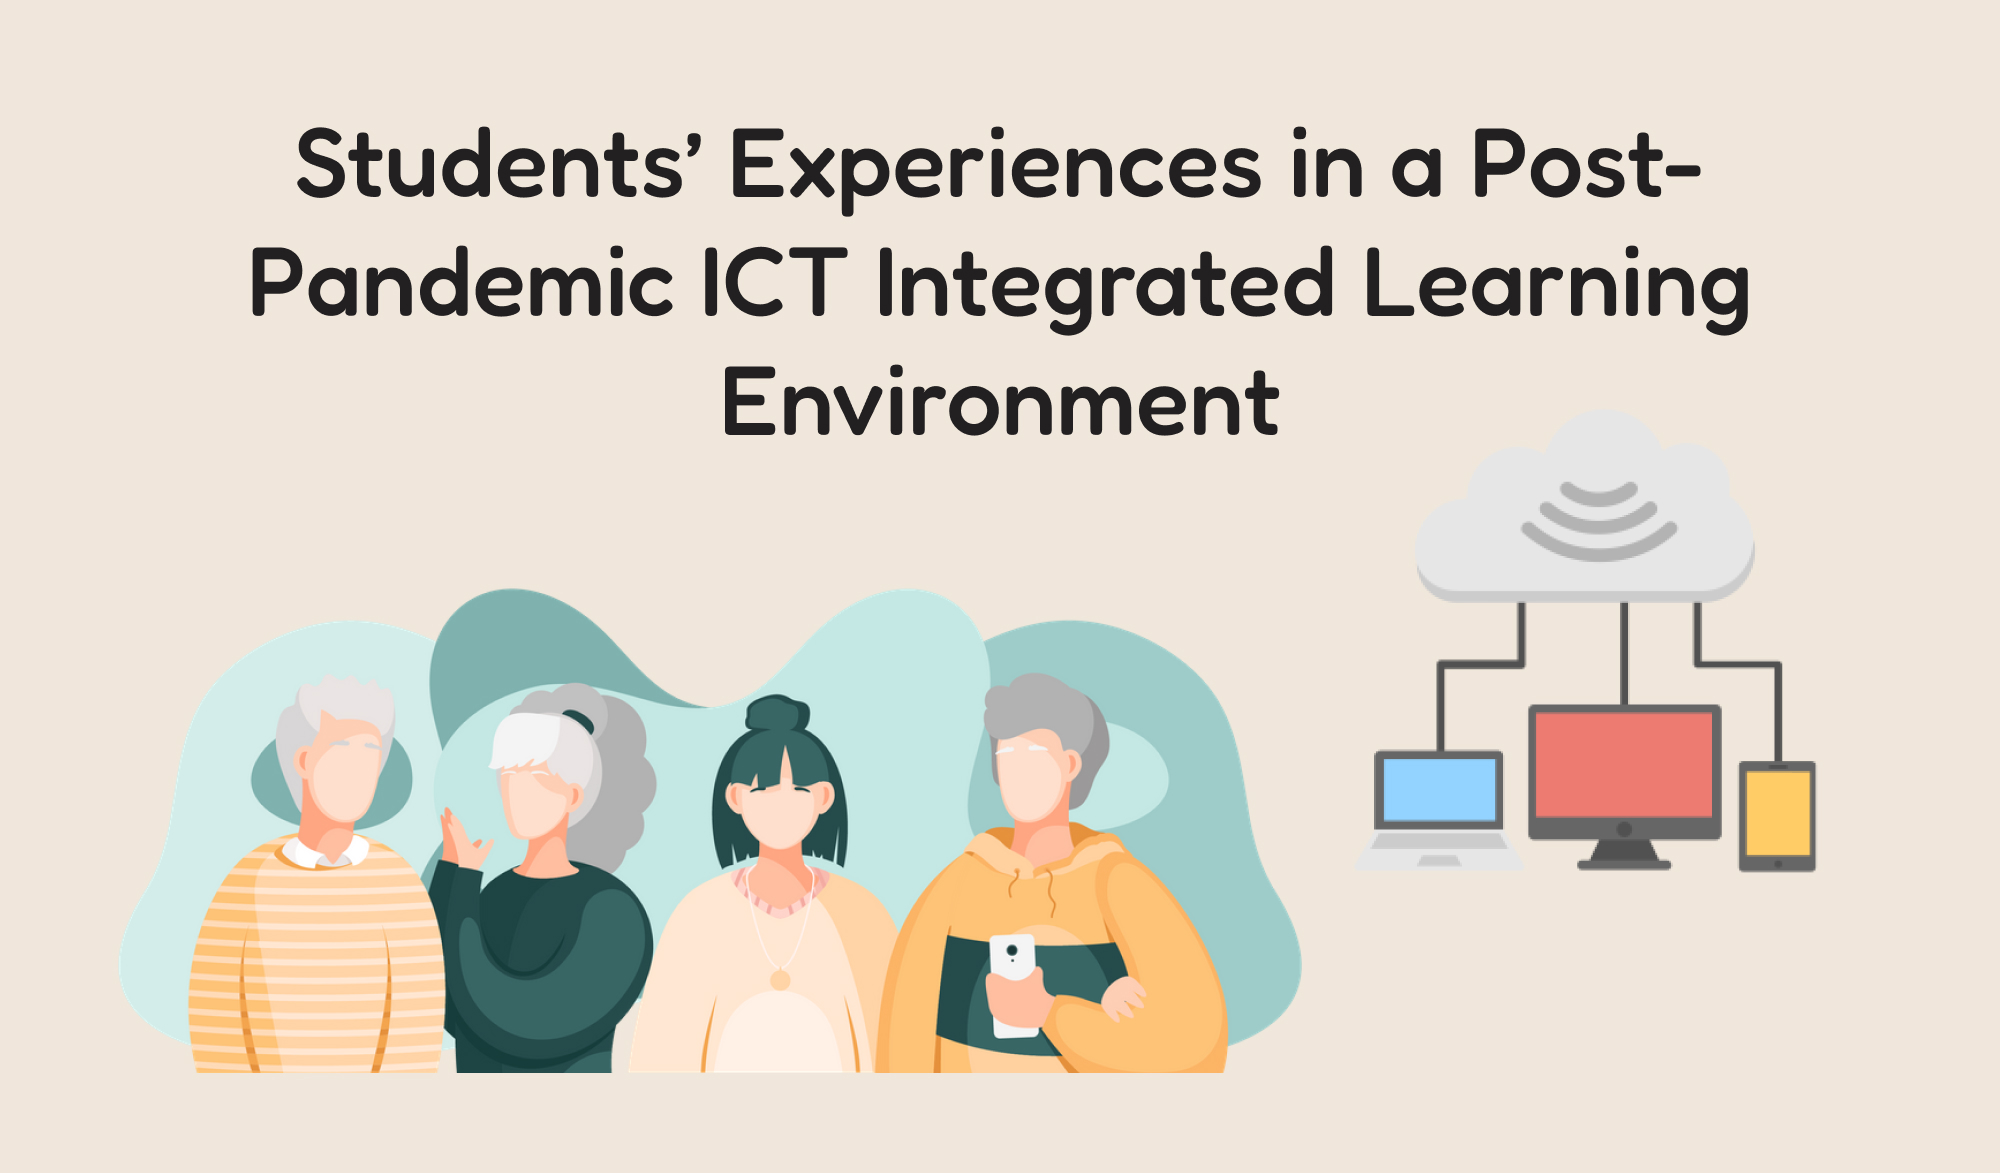 Students’ Experiences in a Post-
Pandemic ICT Integrated Learning
Environment